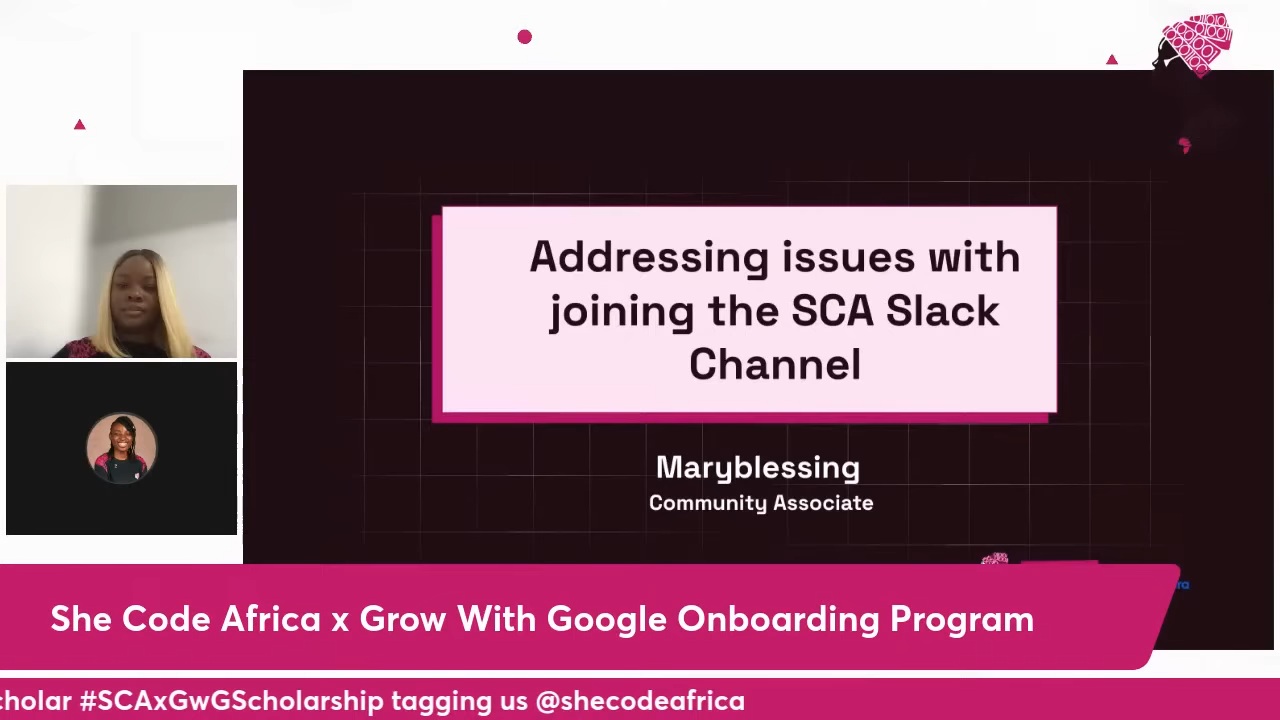 Addressing issues with
joining the SCA Slack
Channel
Maryblessing
Community Associate
ra
She Code Africa x Grow With Google Onboarding Program
cholar #SCAxGwGScholarship tagging us @shecodeafrica